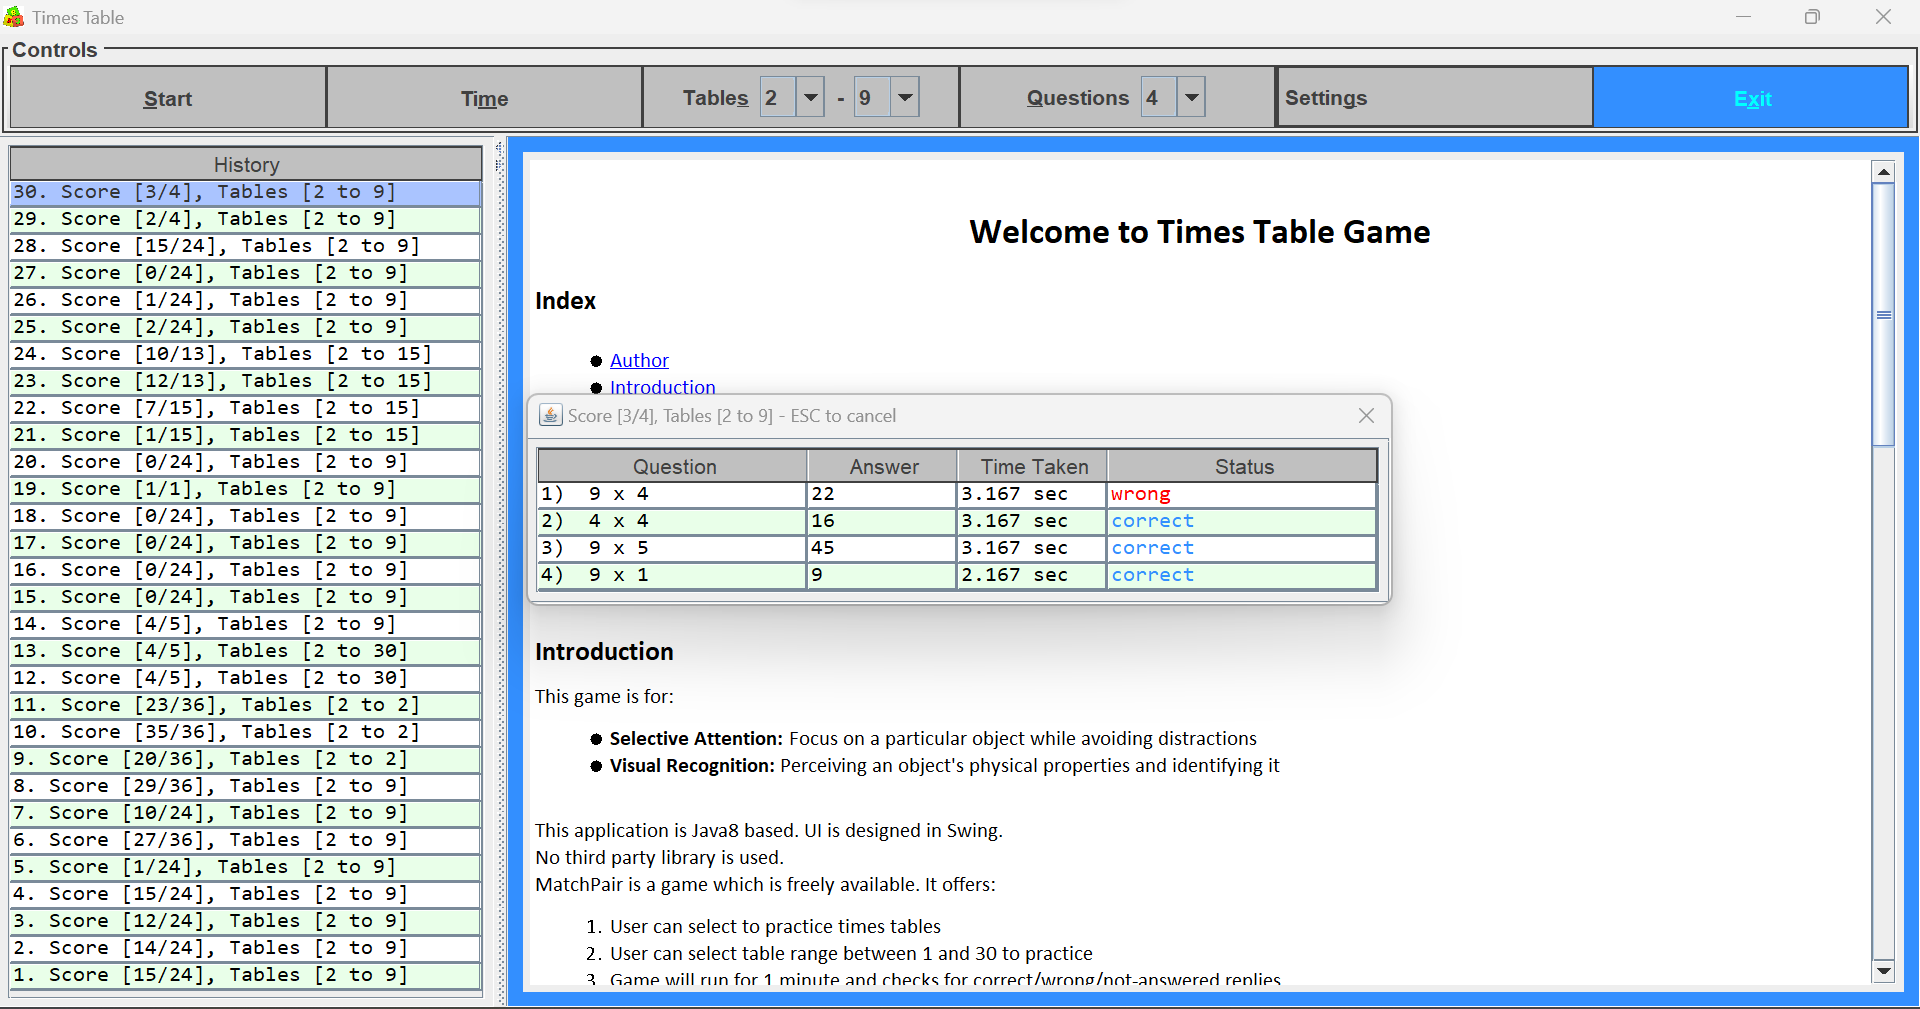 Times Table
Controls
Start Time Tables 2 - 9 Questions 4 Settings Exit
History
30. Score [3/4], Tables [2 to 9]
29. Score [2/4], Tables [2 to 9]
28. Score [15/24], Tables [2 to 9]
27. Score [0/24], Tables [2 to 9]
26. Score [1/24], Tables [2 to 9]
25. Score [2/24], Tables [2 to 9]
24. Score [10/13], Tables [2 to 15]
23. Score [12/13], Tables [2 to 15]
22. Score [7/15], Tables [2 to 15]
21. Score [1/15], Tables [2 to 15]
20. Score [0/24], Tables [2 to 9]
19. Score [1/1], Tables [2 to 9]
18. Score [0/24], Tables [2 to 9]
17. Score [0/24], Tables [2 to 9]
16. Score [0/24], Tables [2 to 9]
15. Score [0/24], Tables [2 to 9]
14. Score [4/5], Tables [2 to 9]
13. Score [4/5], Tables [2 to 30]
12. Score [4/5], Tables [2 to 30]
11. Score [23/36], Tables [2 to 2]
10. Score [35/36], Tables [2 to 2]
9. Score [20/36], Tables [2 to 2]
8. Score [29/36], Tables [2 to 9]
7. Score [10/24], Tables [2 to 9]
6. Score [27/36], Tables [2 to 9]
5. Score [1/24], Tables [2 to 9]
4. Score [15/24], Tables [2 to 9]
3. Score [12/24], Tables [2 to 9]
2. Score [14/24], Tables [2 to 9]
1. Score [15/24], Tables [2 to 9]
Welcome to Times Table Game
Index
● Author
● Introduction
Score [3/4], Tables [2 to 9] - ESC to cancel
Question Answer Time Taken Status
1) 9 x 4 22 3.167 sec wrong
2) 4 x 4 16 3.167 sec correct
3) 9 x 5 45 3.167 sec correct
4) 9 x 1 9 2.167 sec correct
Introduction
This game is for:
● Selective Attention: Focus on a particular object while avoiding distractions
● Visual Recognition: Perceiving an object's physical properties and identifying it
This application is Java8 based. UI is designed in Swing.
No third party library is used.
MatchPair is a game which is freely available. It offers:
1. User can select to practice times tables
2. User can select table range between 1 and 30 to practice
3. Game will run for 1 minute and checks for correct/wrong/not-answered replies